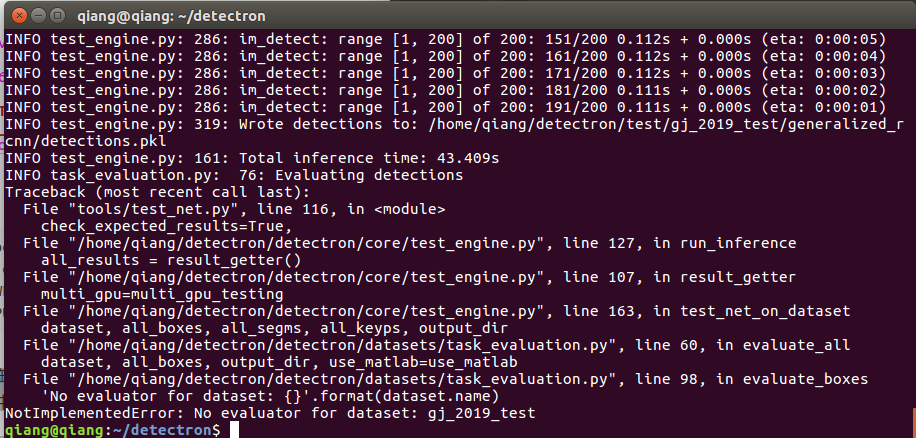 qiang@qiang: ~/detectron
INFO test_engine.py: 286: im_detect: range [1, 200] of 200: 151/200 0.112s + 0.000s (eta: 0:00:05)
INFO test_engine.py: 286: im_detect: range [1, 200] of 200: 161/200 0.112s + 0.000s (eta: 0:00:04)
INFO test_engine.py: 286: im_detect: range [1, 200] of 200: 171/200 0.112s + 0.000s (eta: 0:00:03)
INFO test_engine.py: 286: im_detect: range [1, 200] of 200: 181/200 0.111s + 0.000s (eta: 0:00:02)
INFO test_engine.py: 286: im_detect: range [1, 200] of 200: 191/200 0.111s + 0.000s (eta: 0:00:01)
INFO test_engine.py: 319: Wrote detections to: /home/qiang/detectron/test/gj_2019_test/generalized_r
cnn/detections.pkl
INFO test_engine.py: 161: Total inference time: 43.409s
INFO task_evaluation.py:  76: Evaluating detections
Traceback (most recent call last):
  File "tools/test_net.py", line 116, in <module>
    check_expected_results=True,
  File "/home/qiang/detectron/detectron/core/test_engine.py", line 127, in run_inference
    all_results = result_getter()
  File "/home/qiang/detectron/detectron/core/test_engine.py", line 107, in result_getter
    multi_gpu=multi_gpu_testing
  File "/home/qiang/detectron/detectron/core/test_engine.py", line 163, in test_net_on_dataset
    dataset, all_boxes, all_segms, all_keyps, output_dir
  File "/home/qiang/detectron/detectron/datasets/task_evaluation.py", line 60, in evaluate_all
    dataset, all_boxes, output_dir, use_matlab=use_matlab
  File "/home/qiang/detectron/detectron/datasets/task_evaluation.py", line 98, in evaluate_boxes
    'No evaluator for dataset: {}'.format(dataset.name)
NotImplementedError: No evaluator for dataset: gj_2019_test
qiang@qiang:~/detectron$